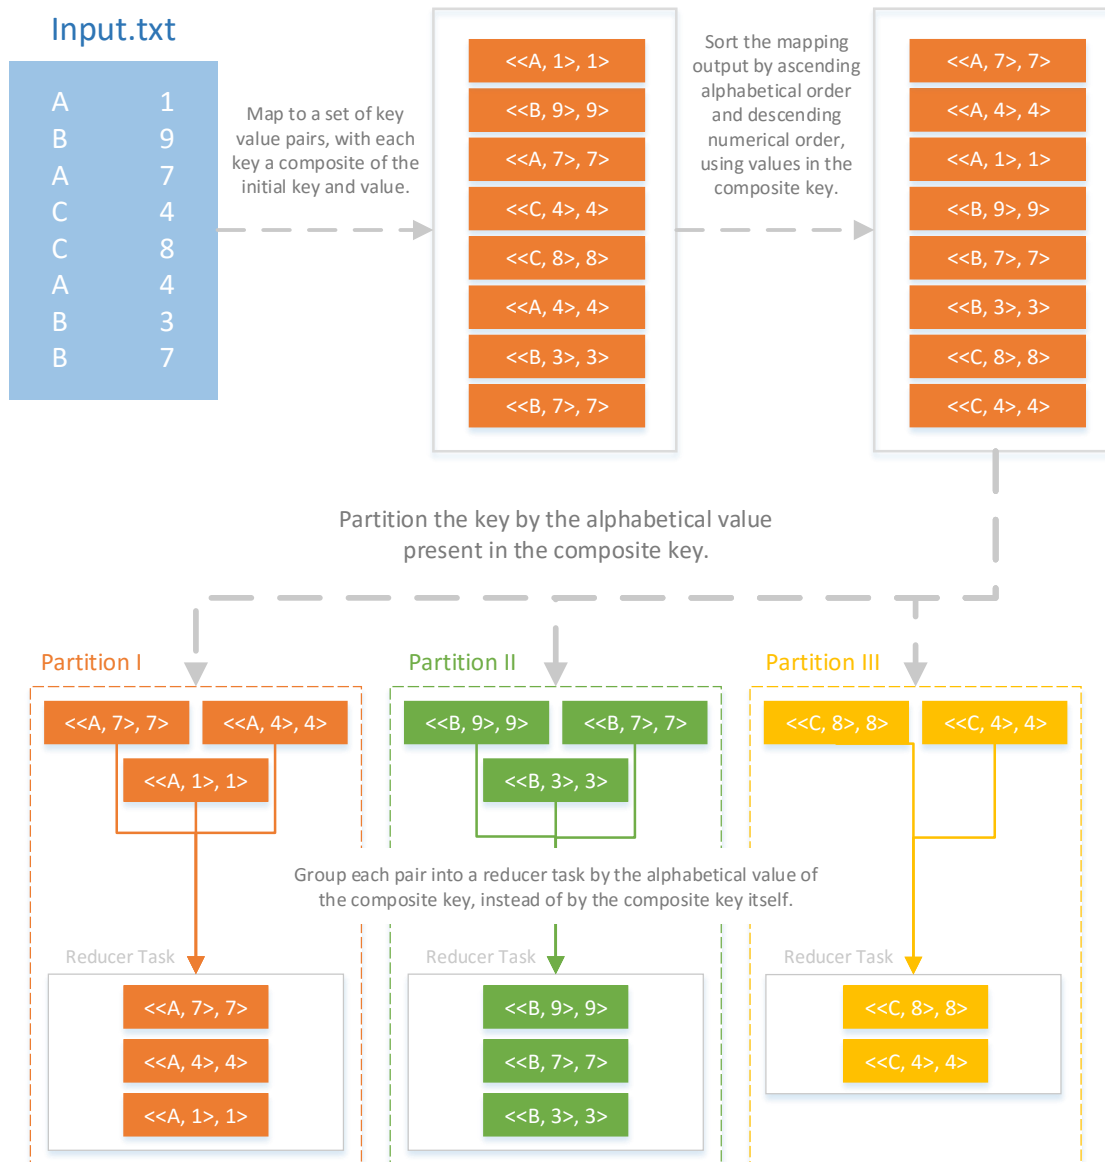 Input.txt
A 1
B 9
A 7
C 4
C 8
A 4
B 3
B 7
Map to a set of key
value pairs, with each
key a composite of the
initial key and value.
<<A, 1>, 1>
<<B, 9>, 9>
<<A, 7>, 7>
<<C, 4>, 4>
<<C, 8>, 8>
<<A, 4>, 4>
<<B, 3>, 3>
<<B, 7>, 7>
Sort the mapping
output by ascending
alphabetical order
and descending
numerical order,
using values in the
composite key.
<<A, 7>, 7>
<<A, 4>, 4>
<<A, 1>, 1>
<<B, 9>, 9>
<<B, 7>, 7>
<<B, 3>, 3>
<<C, 8>, 8>
<<C, 4>, 4>
Partition the key by the alphabetical value
present in the composite key.
Partition I
<<A, 7>, 7> <<A, 4>, 4>
<<A, 1>, 1>
Partition II
<<B, 9>, 9> <<B, 7>, 7>
<<B, 3>, 3>
Partition III
<<C, 8>, 8> <<C, 4>, 4>
Group each pair into a reducer task by the alphabetical value of
the composite key, instead of by the composite key itself.
Reducer Task
<<A, 7>, 7>
<<A, 4>, 4>
<<A, 1>, 1>
Reducer Task
<<B, 9>, 9>
<<B, 7>, 7>
<<B, 3>, 3>
Reducer Task
<<C, 8>, 8>
<<C, 4>, 4>